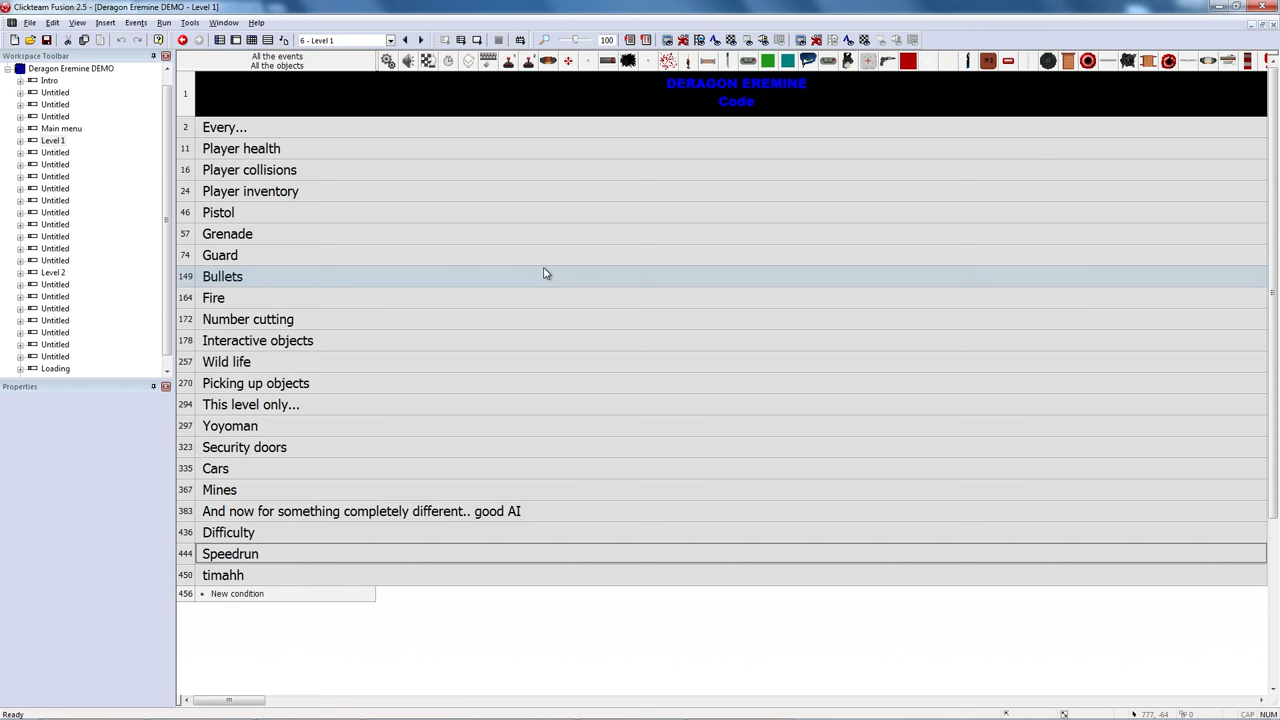 Clickteam Fusion 2.5 - [Deragon Eremine DEMO - Level 1]
File Edit View Insert Events Run Tools Window Help
6 - Level 1
100
Workspace Toolbar
Deragon Eremine DEMO
Intro
Untitled
Untitled
Untitled
Main menu
Level 1
Untitled
Untitled
Untitled
Untitled
Untitled
Untitled
Untitled
Untitled
Untitled
Untitled
Level 2
Untitled
Untitled
Untitled
Untitled
Untitled
Untitled
Untitled
Loading
Properties
All the events
All the objects
1 DERAGON EREMINE
Code
2 Every...
11 Player health
16 Player collisions
24 Player inventory
46 Pistol
57 Grenade
74 Guard
149 Bullets
164 Fire
172 Number cutting
178 Interactive objects
257 Wild life
270 Picking up objects
294 This level only...
297 Yoyoman
323 Security doors
335 Cars
367 Mines
383 And now for something completely different.. good AI
436 Difficulty
444 Speedrun
450 timahh
456 • New condition
Ready
777, -64
0
CAP NUM